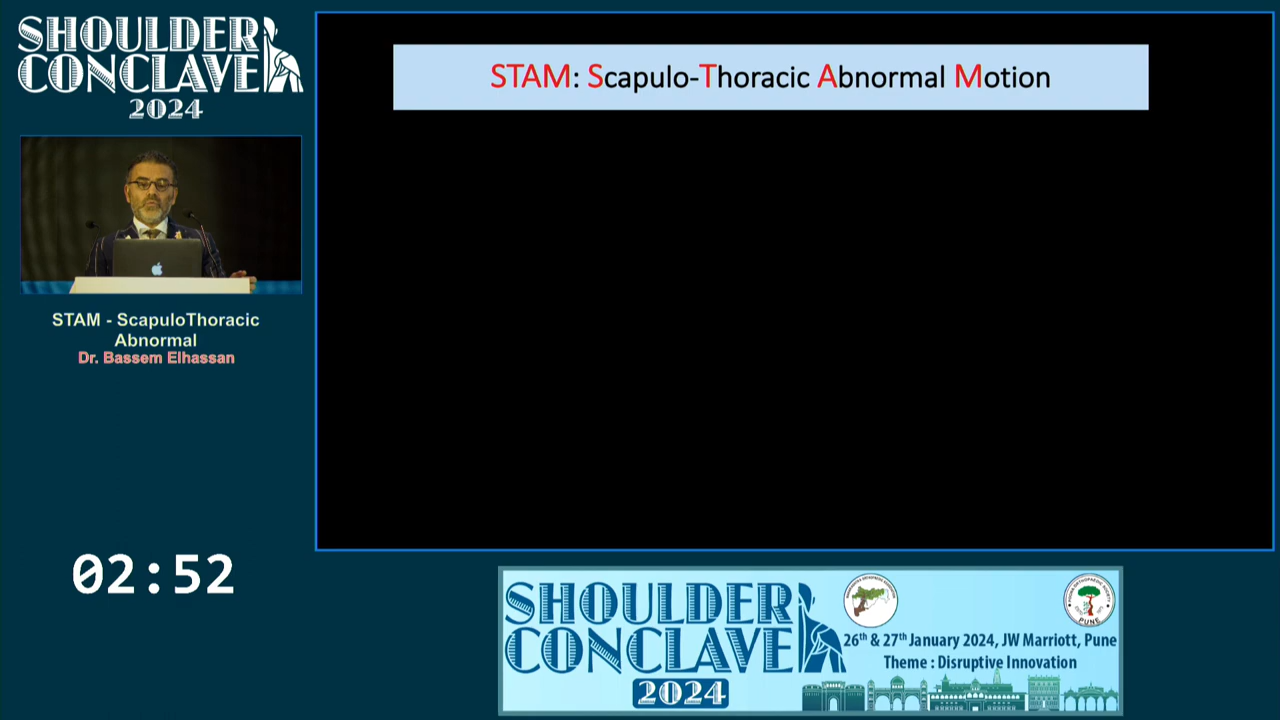 SHOULDER
CONCLAVE
2024
STAM: Scapulo-Thoracic Abnormal Motion
STAM - ScapuloThoracic
Abnormal
Dr. Bassem Elhassan
02:52
SHOULDER
CONCLAVE
2024
PUNE
26th & 27th January 2024, JW Marriott, Pune
Theme : Disruptive Innovation